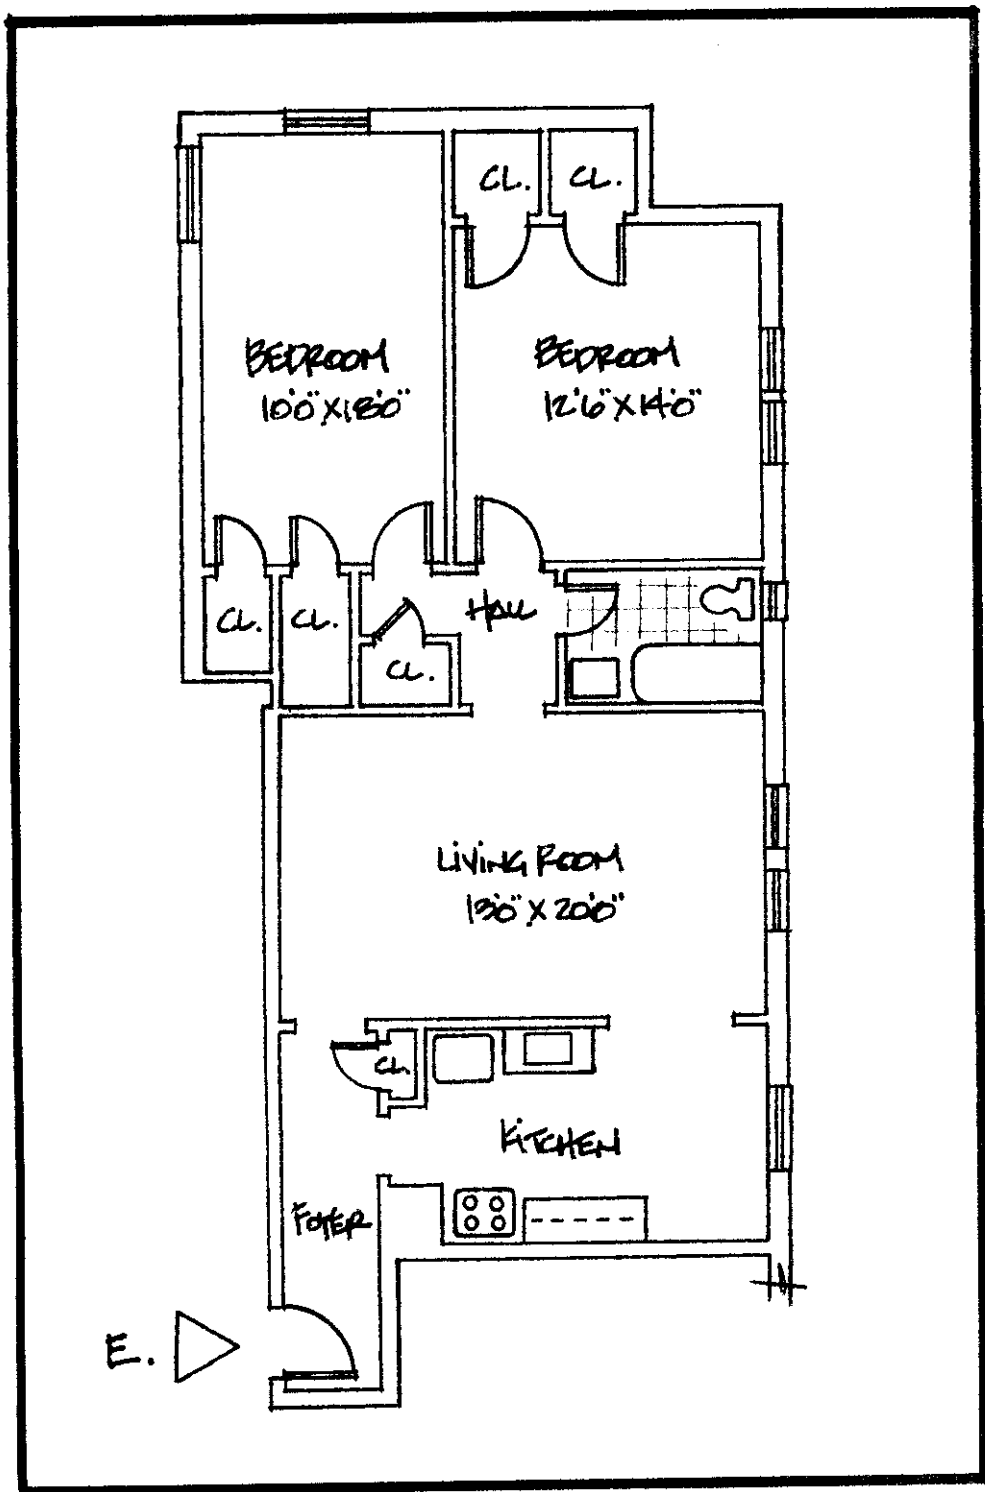 CL.
CL.
BEDROOM
10'0" X 18'0"
BEDROOM
12'6" X 14'0"
CL.
CL.
CL.
HALL
LIVING ROOM
13'0" X 20'0"
CL.
KITCHEN
FOYER
E.